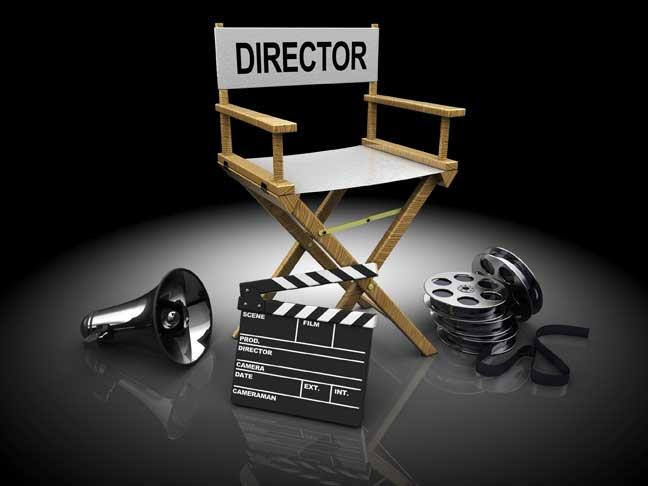 DIRECTOR
SCENE FILM
PROD.
DIRECTOR
CAMERA
DATE EXT. INT.
CAMERAMAN